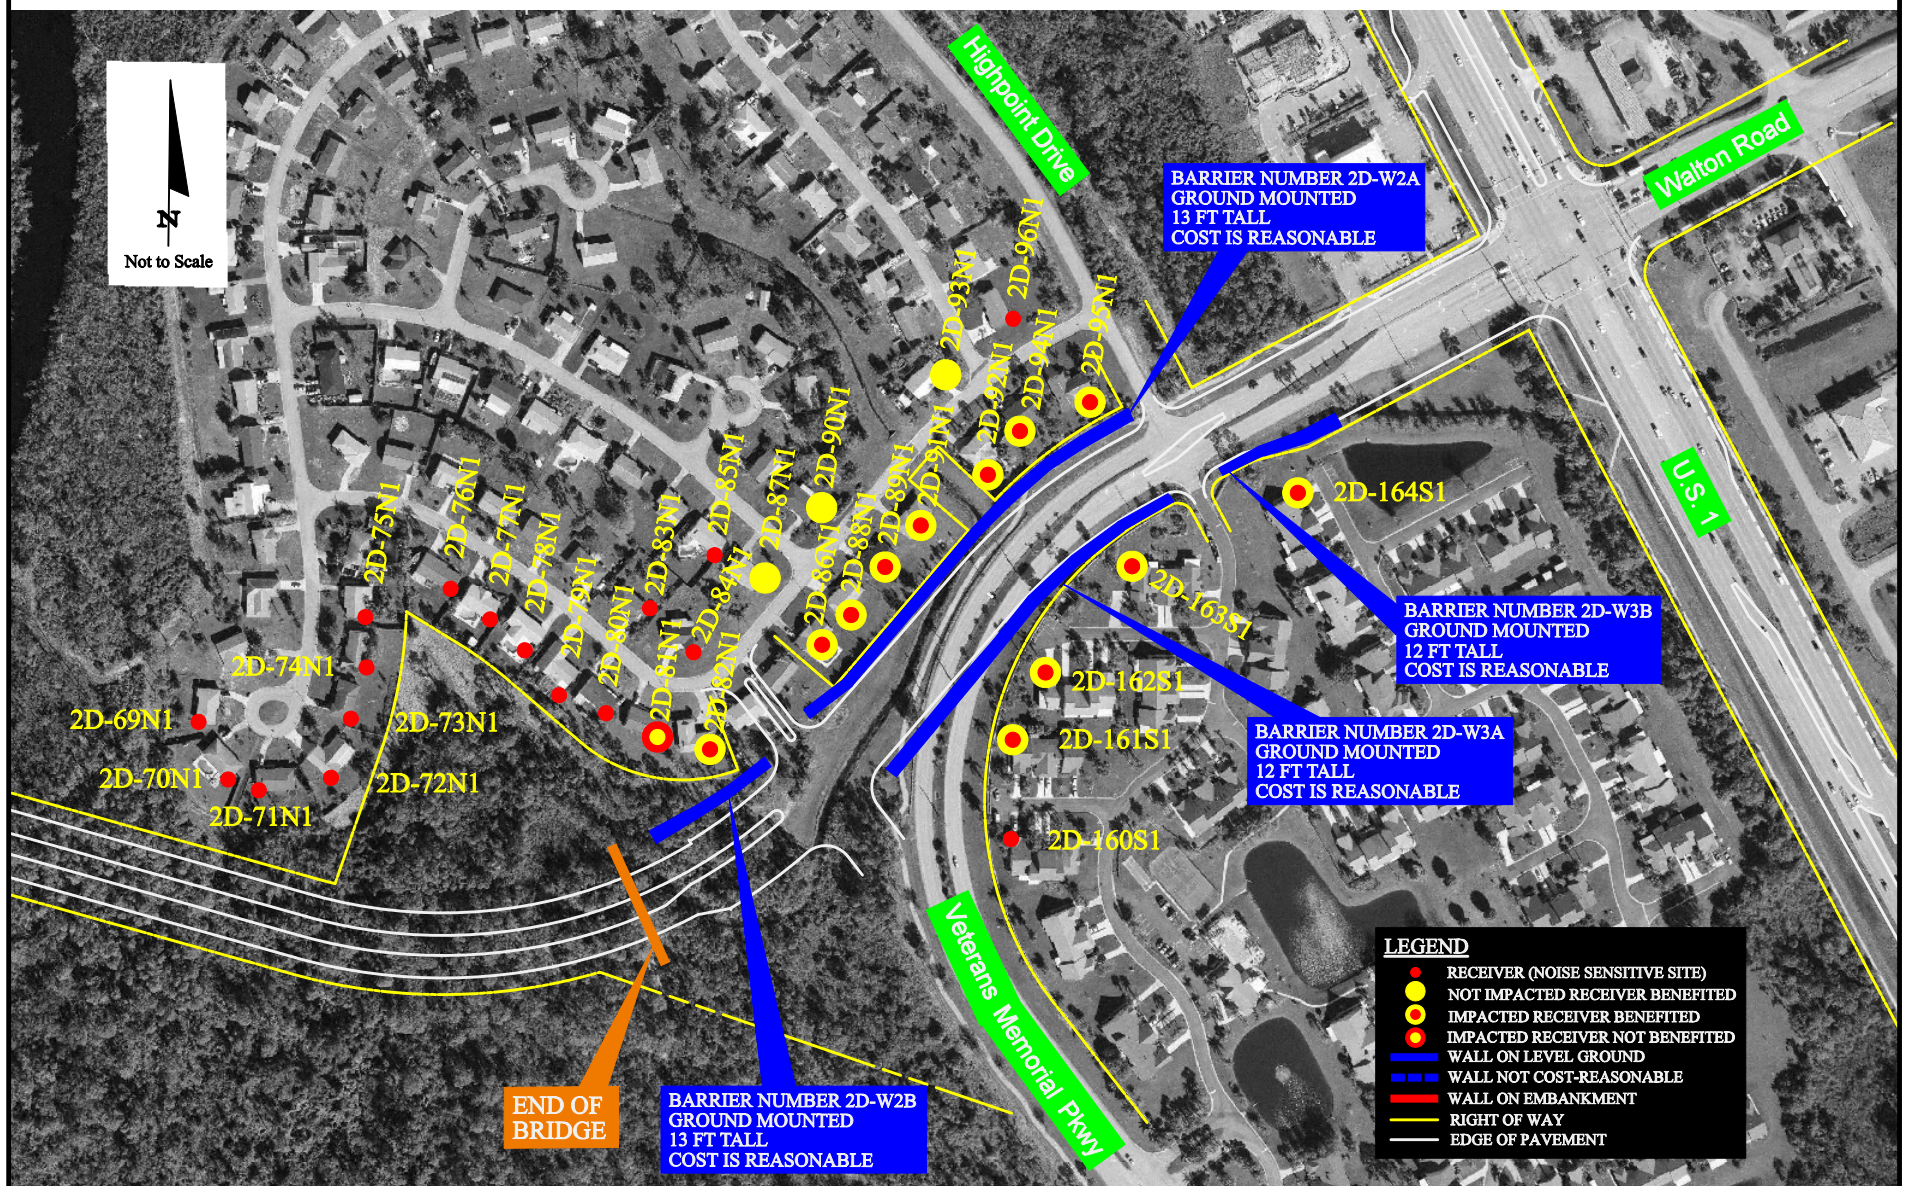 Highpoint Drive
Walton Road
BARRIER NUMBER 2D-W2A
GROUND MOUNTED
13 FT TALL
COST IS REASONABLE
N
Not to Scale
2D-96N1
2D-93N1
2D-95N1
2D-94N1
2D-92N1
2D-91N1
2D-90N1
2D-89N1
2D-88N1
2D-87N1
2D-86N1
2D-85N1
2D-84N1
2D-83N1
2D-82N1
2D-81N1
2D-80N1
2D-79N1
2D-78N1
2D-77N1
2D-76N1
2D-75N1
2D-74N1
2D-73N1
2D-72N1
2D-71N1
2D-70N1
2D-69N1
2D-164S1
U.S. 1
2D-163S1
2D-162S1
2D-161S1
2D-160S1
BARRIER NUMBER 2D-W3B
GROUND MOUNTED
12 FT TALL
COST IS REASONABLE
BARRIER NUMBER 2D-W3A
GROUND MOUNTED
12 FT TALL
COST IS REASONABLE
Veterans Memorial Pkwy
END OF
BRIDGE
BARRIER NUMBER 2D-W2B
GROUND MOUNTED
13 FT TALL
COST IS REASONABLE
LEGEND
RECEIVER (NOISE SENSITIVE SITE)
NOT IMPACTED RECEIVER BENEFITED
IMPACTED RECEIVER BENEFITED
IMPACTED RECEIVER NOT BENEFITED
WALL ON LEVEL GROUND
WALL NOT COST-REASONABLE
WALL ON EMBANKMENT
RIGHT OF WAY
EDGE OF PAVEMENT